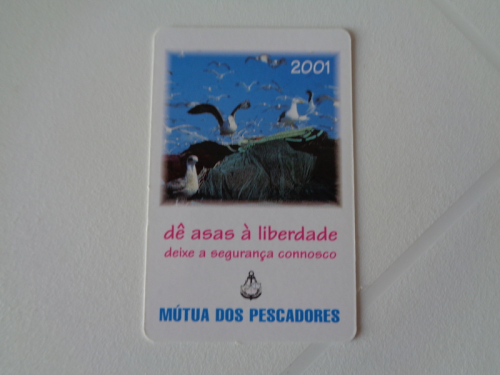 2001
dê asas à liberdade
deixe a segurança connosco
MÚTUA DOS PESCADORES